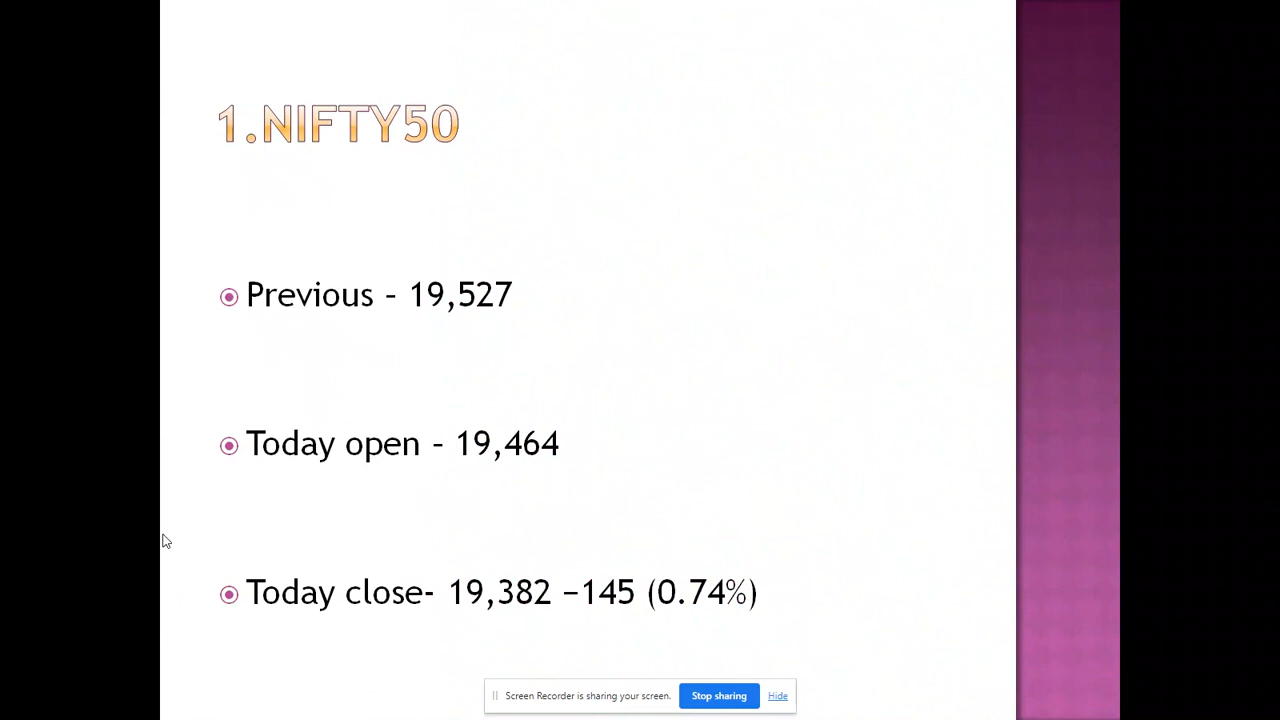 1.NIFTY50
Previous – 19,527
Today open – 19,464
Today close- 19,382 –145 (0.74%)
Screen Recorder is sharing your screen. Stop sharing Hide